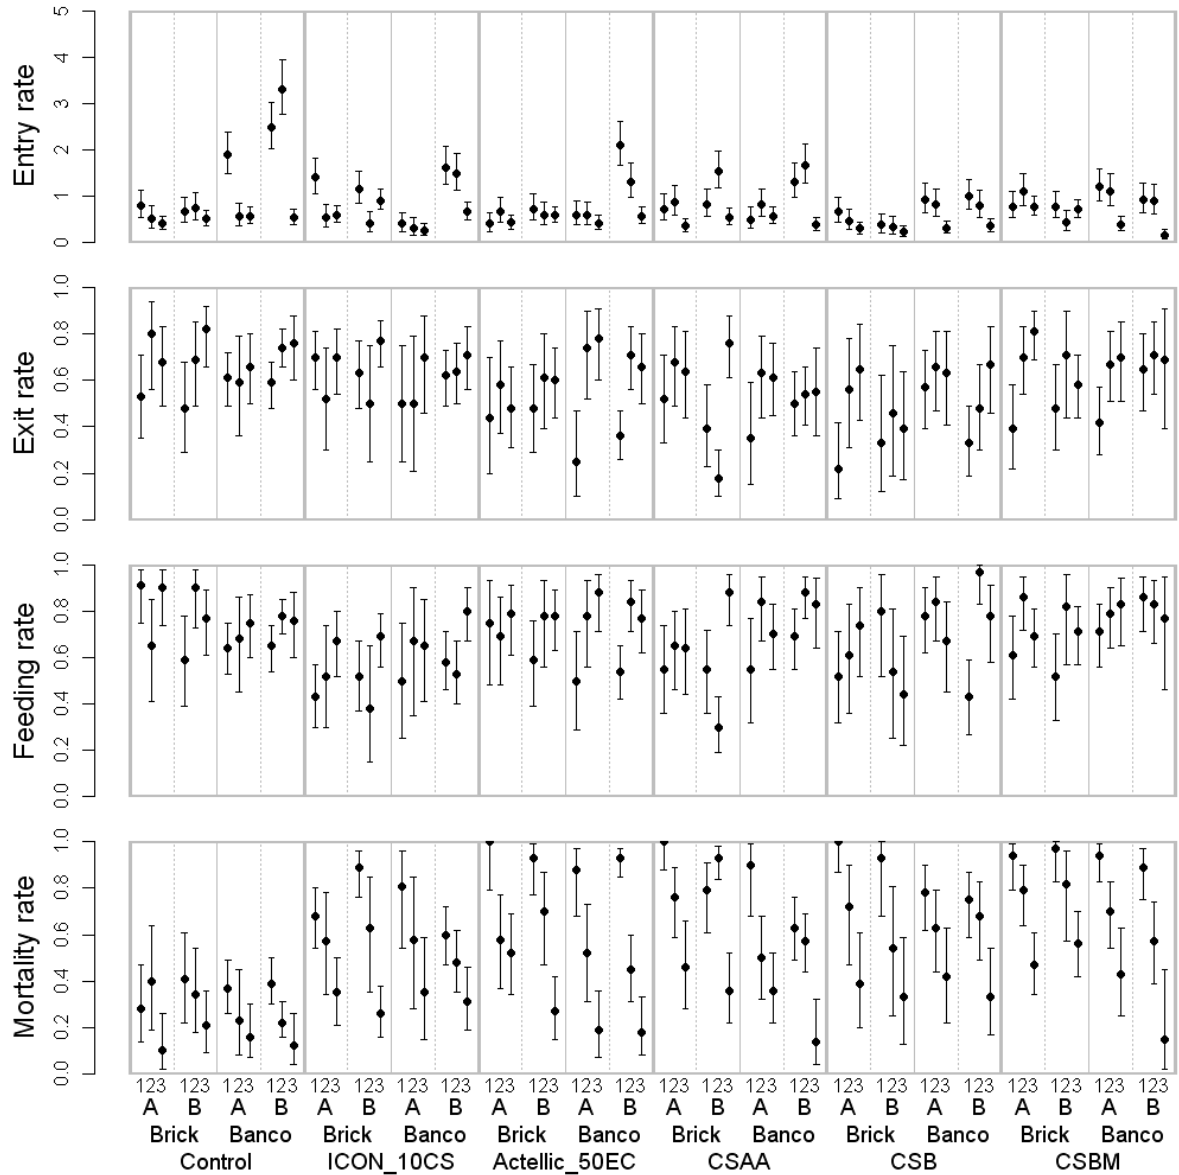 Entry rate
0 1 2 3 4 5
Exit rate
0.0 0.2 0.4 0.6 0.8 1.0
Feeding rate
0.0 0.2 0.4 0.6 0.8 1.0
Mortality rate
0.0 0.2 0.4 0.6 0.8 1.0
123 123 123 123 123 123 123 123 123 123 123 123 123 123 123 123 123 123 123 123 123 123 123 123
A B A B A B A B A B A B A B A B A B A B A B A B
Brick Banco Brick Banco Brick Banco Brick Banco Brick Banco Brick Banco
Control ICON_10CS Actellic_50EC CSAA CSB CSBM